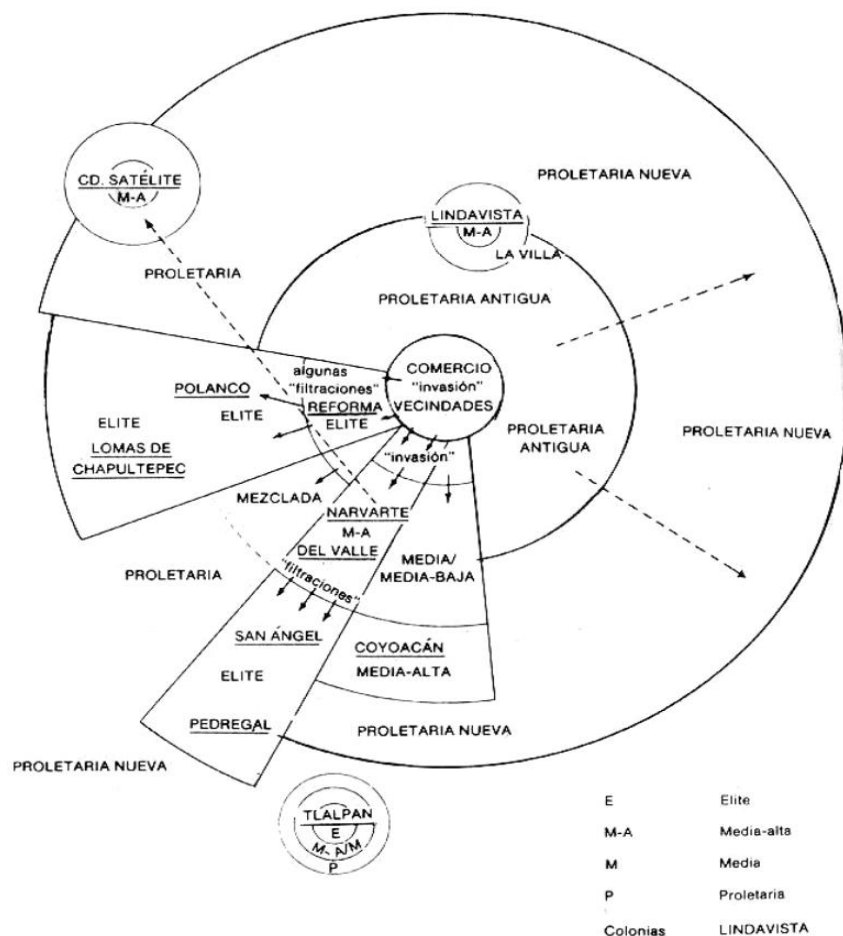 PROLETARIA NUEVA
CD. SATÉLITE
M-A
LINDAVISTA
M-A
LA VILLA
PROLETARIA
PROLETARIA ANTIGUA
algunas
"filtraciones"
COMERCIO
"invasión"
VECINDADES
POLANCO
REFORMA
ELITE
ELITE
ELITE
LOMAS DE
CHAPULTEPEC
PROLETARIA
ANTIGUA
PROLETARIA NUEVA
"invasión"
MEZCLADA
NARVARTE
M-A
DEL VALLE
MEDIA/
MEDIA-BAJA
PROLETARIA
"filtraciones"
SAN ÁNGEL
ELITE
PEDREGAL
COYOACÁN
MEDIA-ALTA
PROLETARIA NUEVA
PROLETARIA NUEVA
TLALPAN
E
M-A/M
P
E Elite
M-A Media-alta
M Media
P Proletaria
Colonias LINDAVISTA